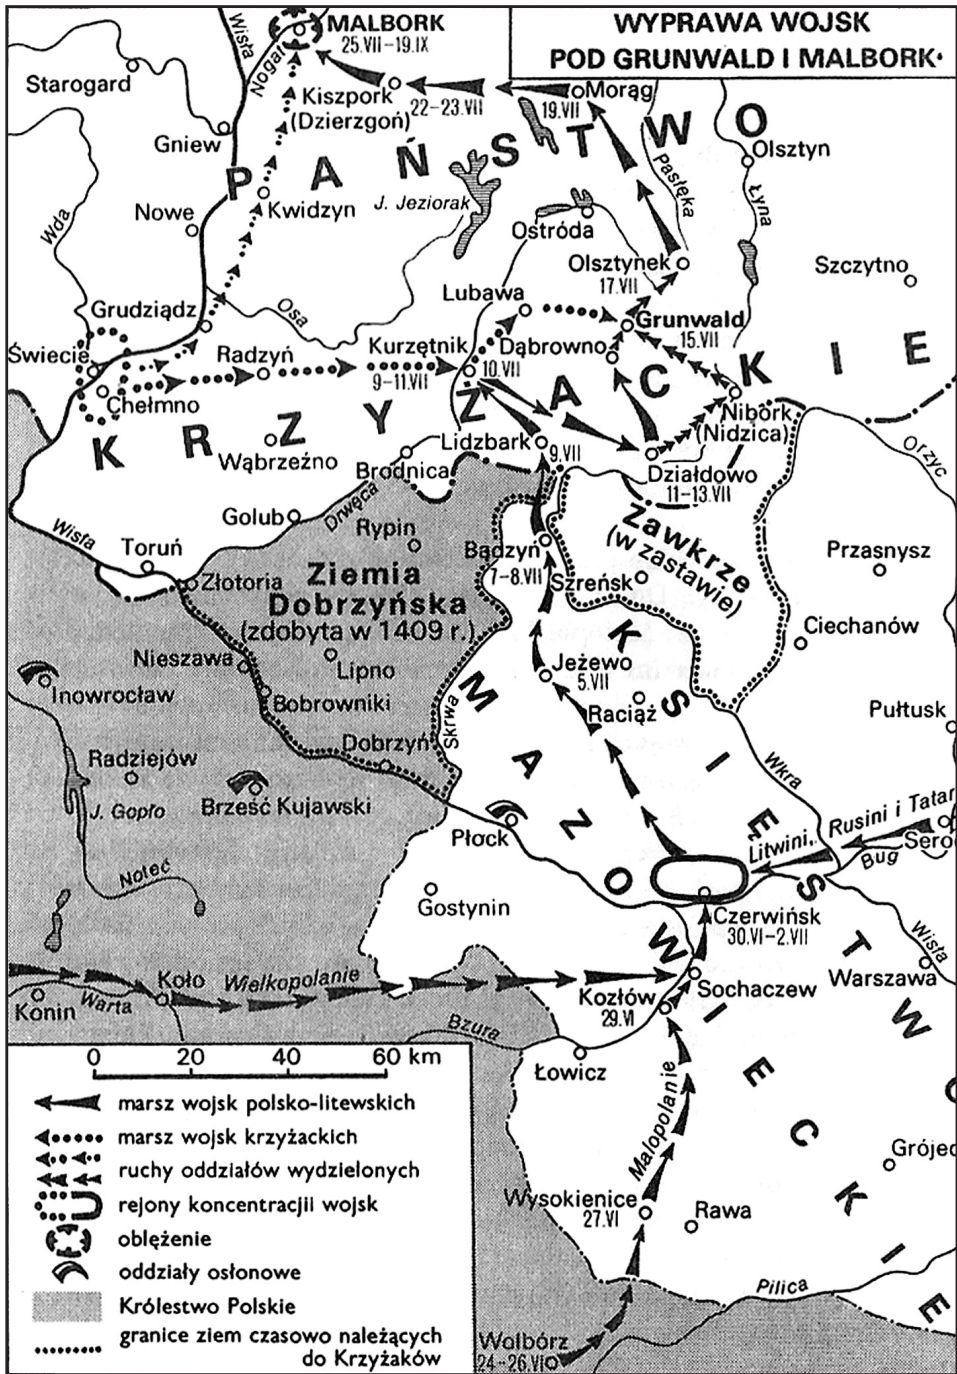 WYPRAWA WOJSK
POD GRUNWALD I MALBORK
MALBORK
25.VII–19.IX
Wisła
Nogat
Starogard
Kiszpork
(Dzierzgoń)
22–23.VII
Morąg
19.VII
Gniew
PAŃSTWO
Olsztyn
Pasłęka
Łyna
Wda
Nowe
Kwidzyn
J. Jeziorak
Ostróda
Olsztynek
17.VII
Szczytno
Lubawa
Osa
Grudziądz
Grunwald
15.VII
Świecie
Radzyń
Kurzętnik
9–11.VII
10.VII
Dąbrowno
Chełmno
KRZYŻACKIE
Nibork
(Nidzica)
Wąbrzeźno
Lidzbark
9.VII
Brodnica
Działdowo
11–13.VII
Orzyc
Golub
Drwęca
Wisła
Rypin
Toruń
Złotoria
Bądzyń
7–8.VII
Zawkrze
(w zastawie)
Szreńsk
Przasnysz
Ziemia
Dobrzyńska
(zdobyta w 1409 r.)
Ciechanów
Nieszawa
Lipno
Jeżewo
5.VII
Inowrocław
Bobrowniki
Raciąż
Pułtusk
Skrwa
Dobrzyń
Radziejów
J. Gopło
Brześć Kujawski
Wkra
Płock
Litwini, Rusini i Tatar
Seroc
Bug
Noteć
Gostynin
KSIĘSTWO
MAZOWIECKIE
Czerwińsk
30.VI–2.VII
Wisła
Warszawa
Koło
Wielkopolanie
Sochaczew
Konin
Warta
Kozłów
29.VI
Bzura
Łowicz
Małopolanie
Grójec
Wysokienice
27.VI
Rawa
Pilica
Wolbórz
24–26.VI
0 20 40 60 km
marsz wojsk polsko-litewskich
marsz wojsk krzyżackich
ruchy oddziałów wydzielonych
rejony koncentracjii wojsk
oblężenie
oddziały osłonowe
Królestwo Polskie
granice ziem czasowo należących
do Krzyżaków